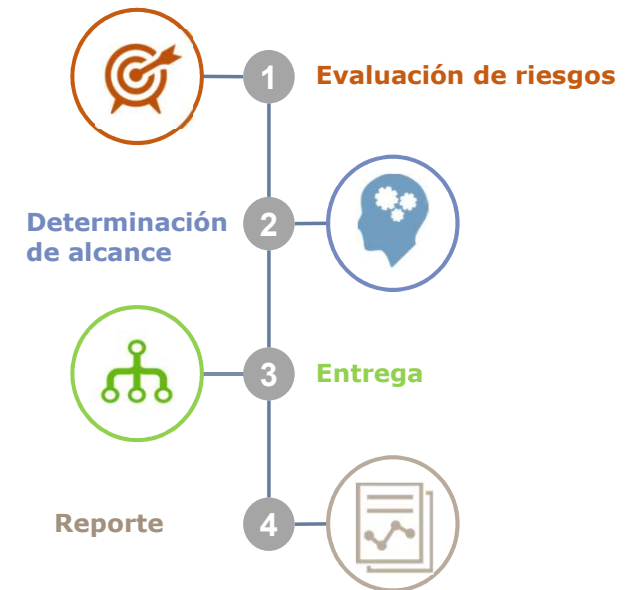 1
Evaluación de riesgos
Determinación
de alcance
2
3
Entrega
Reporte
4